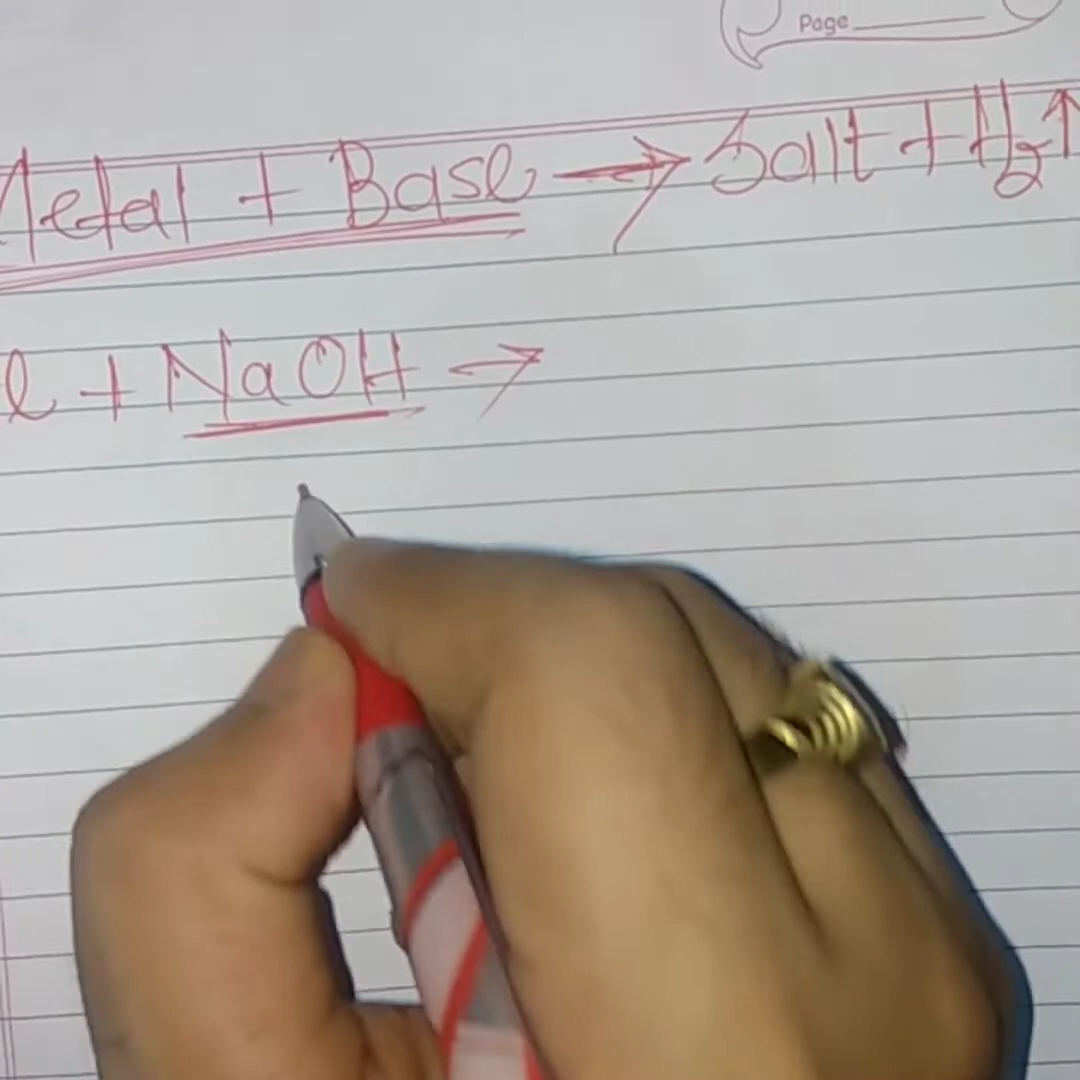 Page
Metal + Base → Salt + H₂↑
l + NaOH →